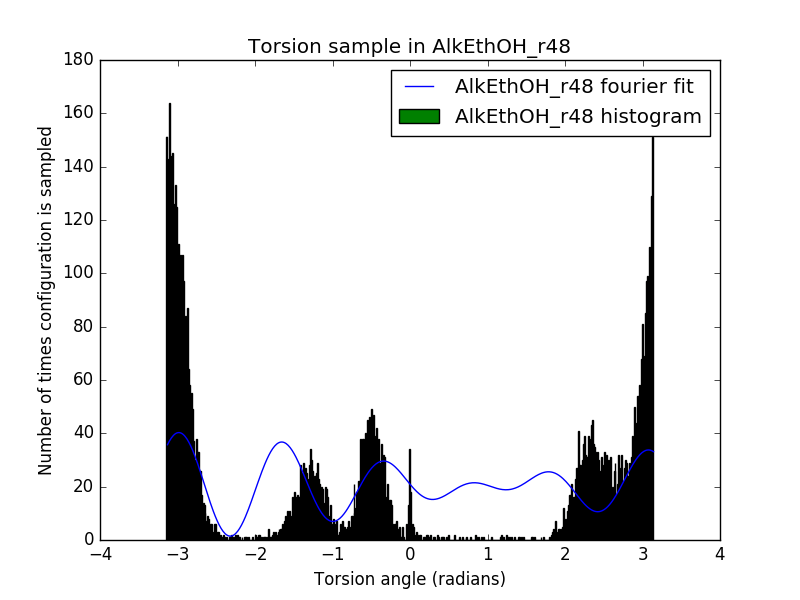 Torsion sample in AlkEthOH_r48
AlkEthOH_r48 fourier fit
AlkEthOH_r48 histogram
Number of times configuration is sampled
180
160
140
120
100
80
60
40
20
0
−4 −3 −2 −1 0 1 2 3 4
Torsion angle (radians)